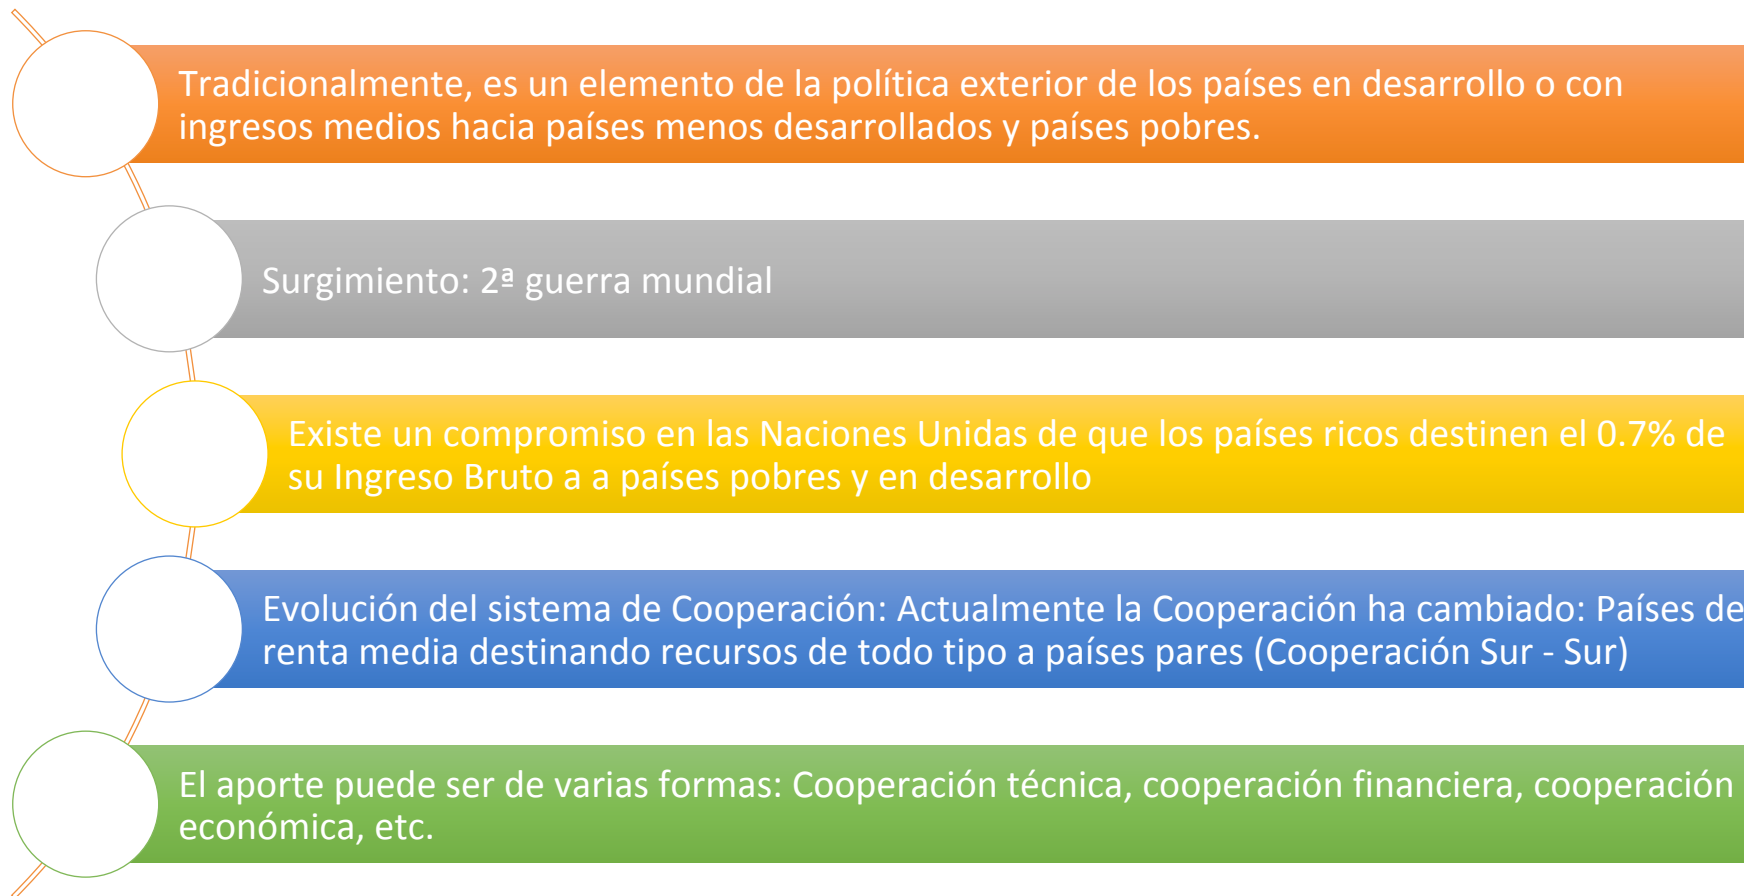 Tradicionalmente, es un elemento de la política exterior de los países en desarrollo o con
ingresos medios hacia países menos desarrollados y países pobres.
Surgimiento: 2ª guerra mundial
Existe un compromiso en las Naciones Unidas de que los países ricos destinen el 0.7% de
su Ingreso Bruto a a países pobres y en desarrollo
Evolución del sistema de Cooperación: Actualmente la Cooperación ha cambiado: Países de
renta media destinando recursos de todo tipo a países pares (Cooperación Sur - Sur)
El aporte puede ser de varias formas: Cooperación técnica, cooperación financiera, cooperación
económica, etc.